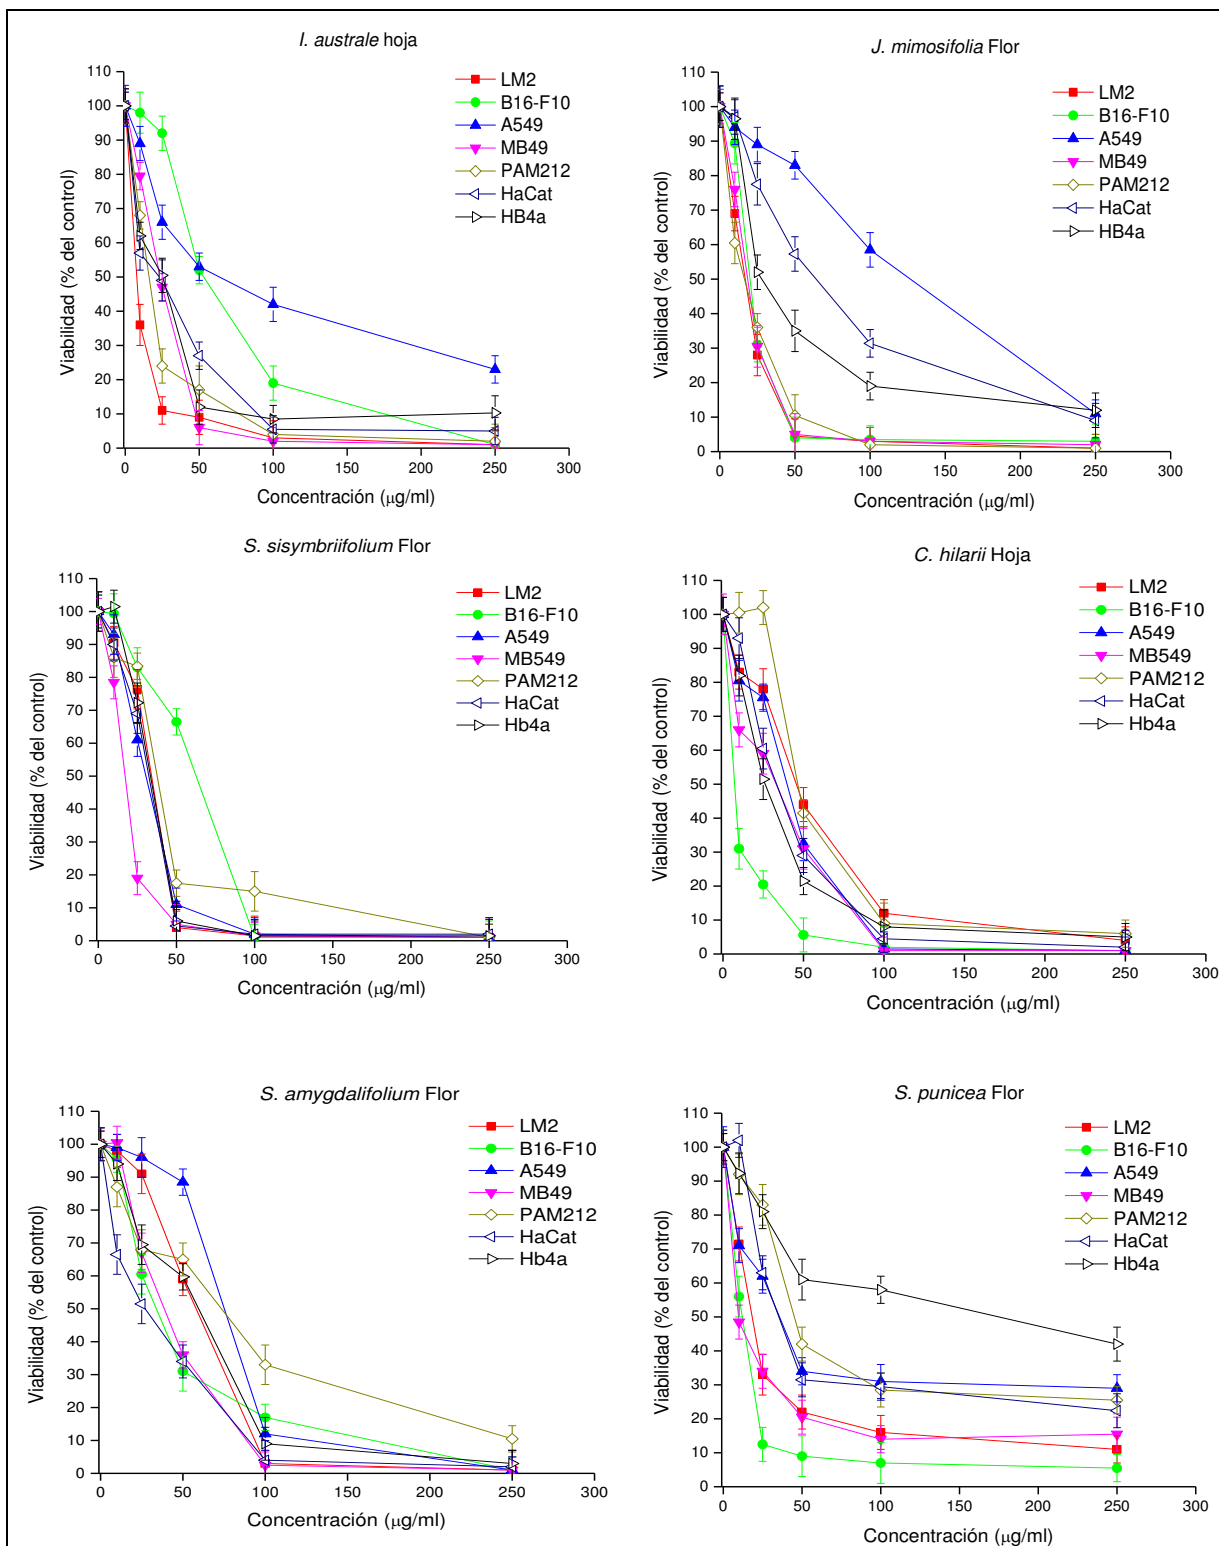 I. australe hoja
110
100
90
80
70
60
50
40
30
20
10
0
Viabilidad (% del control)
0 50 100 150 200 250 300
Concentración (µg/ml)
LM2
B16-F10
A549
MB49
PAM212
HaCat
HB4a
J. mimosifolia Flor
110
100
90
80
70
60
50
40
30
20
10
0
Viabilidad (% del control)
0 50 100 150 200 250 300
Concentración (µg/ml)
LM2
B16-F10
A549
MB49
PAM212
HaCat
HB4a
S. sisymbriifolium Flor
110
100
90
80
70
60
50
40
30
20
10
0
Viabilidad (% del control)
0 50 100 150 200 250 300
Concentración (µg/ml)
LM2
B16-F10
A549
MB549
PAM212
HaCat
Hb4a
C. hilarii Hoja
110
100
90
80
70
60
50
40
30
20
10
0
Viabilidad (% del control)
0 50 100 150 200 250 300
Concentración (µg/ml)
LM2
B16-F10
A549
MB549
PAM212
HaCat
Hb4a
S. amygdalifolium Flor
110
100
90
80
70
60
50
40
30
20
10
0
Viabilidad (% del control)
0 50 100 150 200 250 300
Concentración (µg/ml)
LM2
B16-F10
A549
MB49
PAM212
HaCat
Hb4a
S. punicea Flor
110
100
90
80
70
60
50
40
30
20
10
0
Viabilidad (% del control)
0 50 100 150 200 250 300
Concentración (µg/ml)
LM2
B16-F10
A549
MB49
PAM212
HaCat
Hb4a